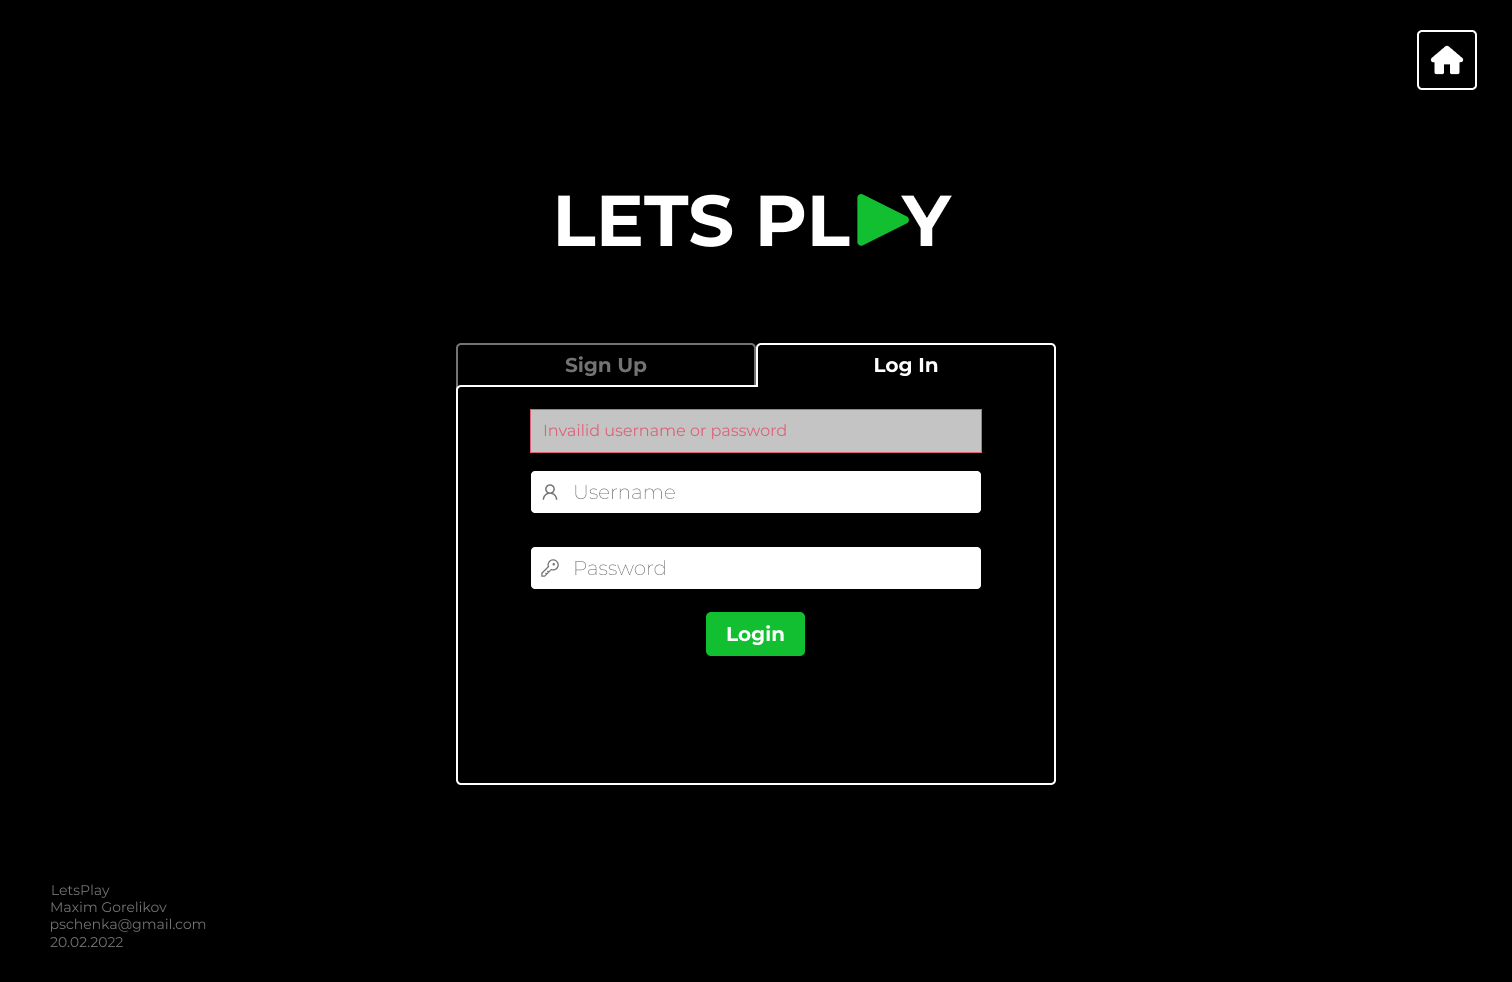 LETS PL Y
Sign Up
Log In
Invailid username or password
Username
Password
Login
LetsPlay
Maxim Gorelikov
pschenka@gmail.com
20.02.2022